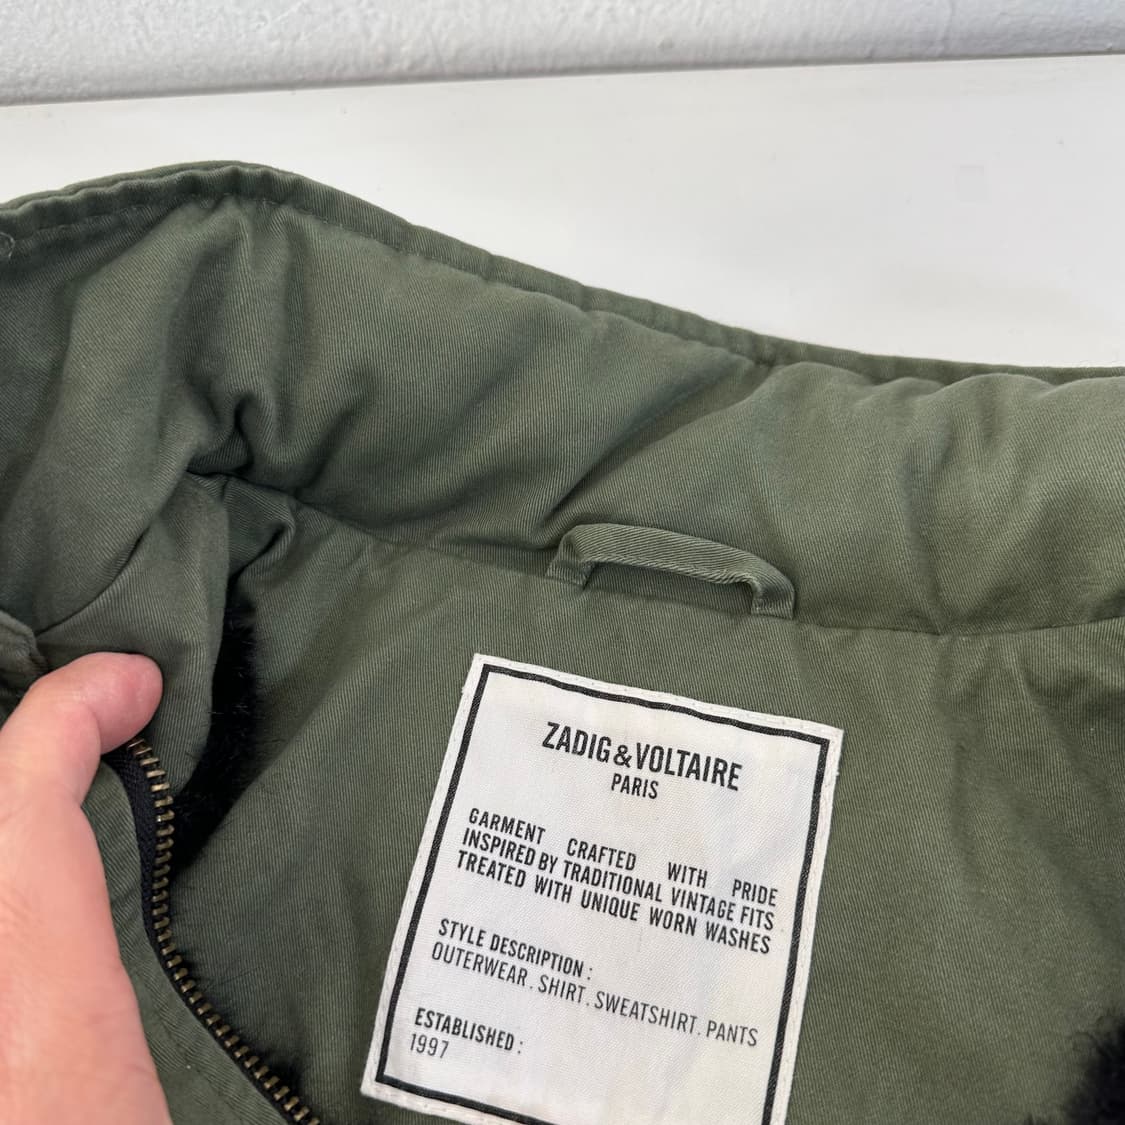 ZADIG&VOLTAIRE
PARIS
GARMENT CRAFTED WITH PRIDE
INSPIRED BY TRADITIONAL VINTAGE FITS
TREATED WITH UNIQUE WORN WASHES
STYLE DESCRIPTION :
OUTERWEAR. SHIRT. SWEATSHIRT. PANTS
ESTABLISHED :
1997